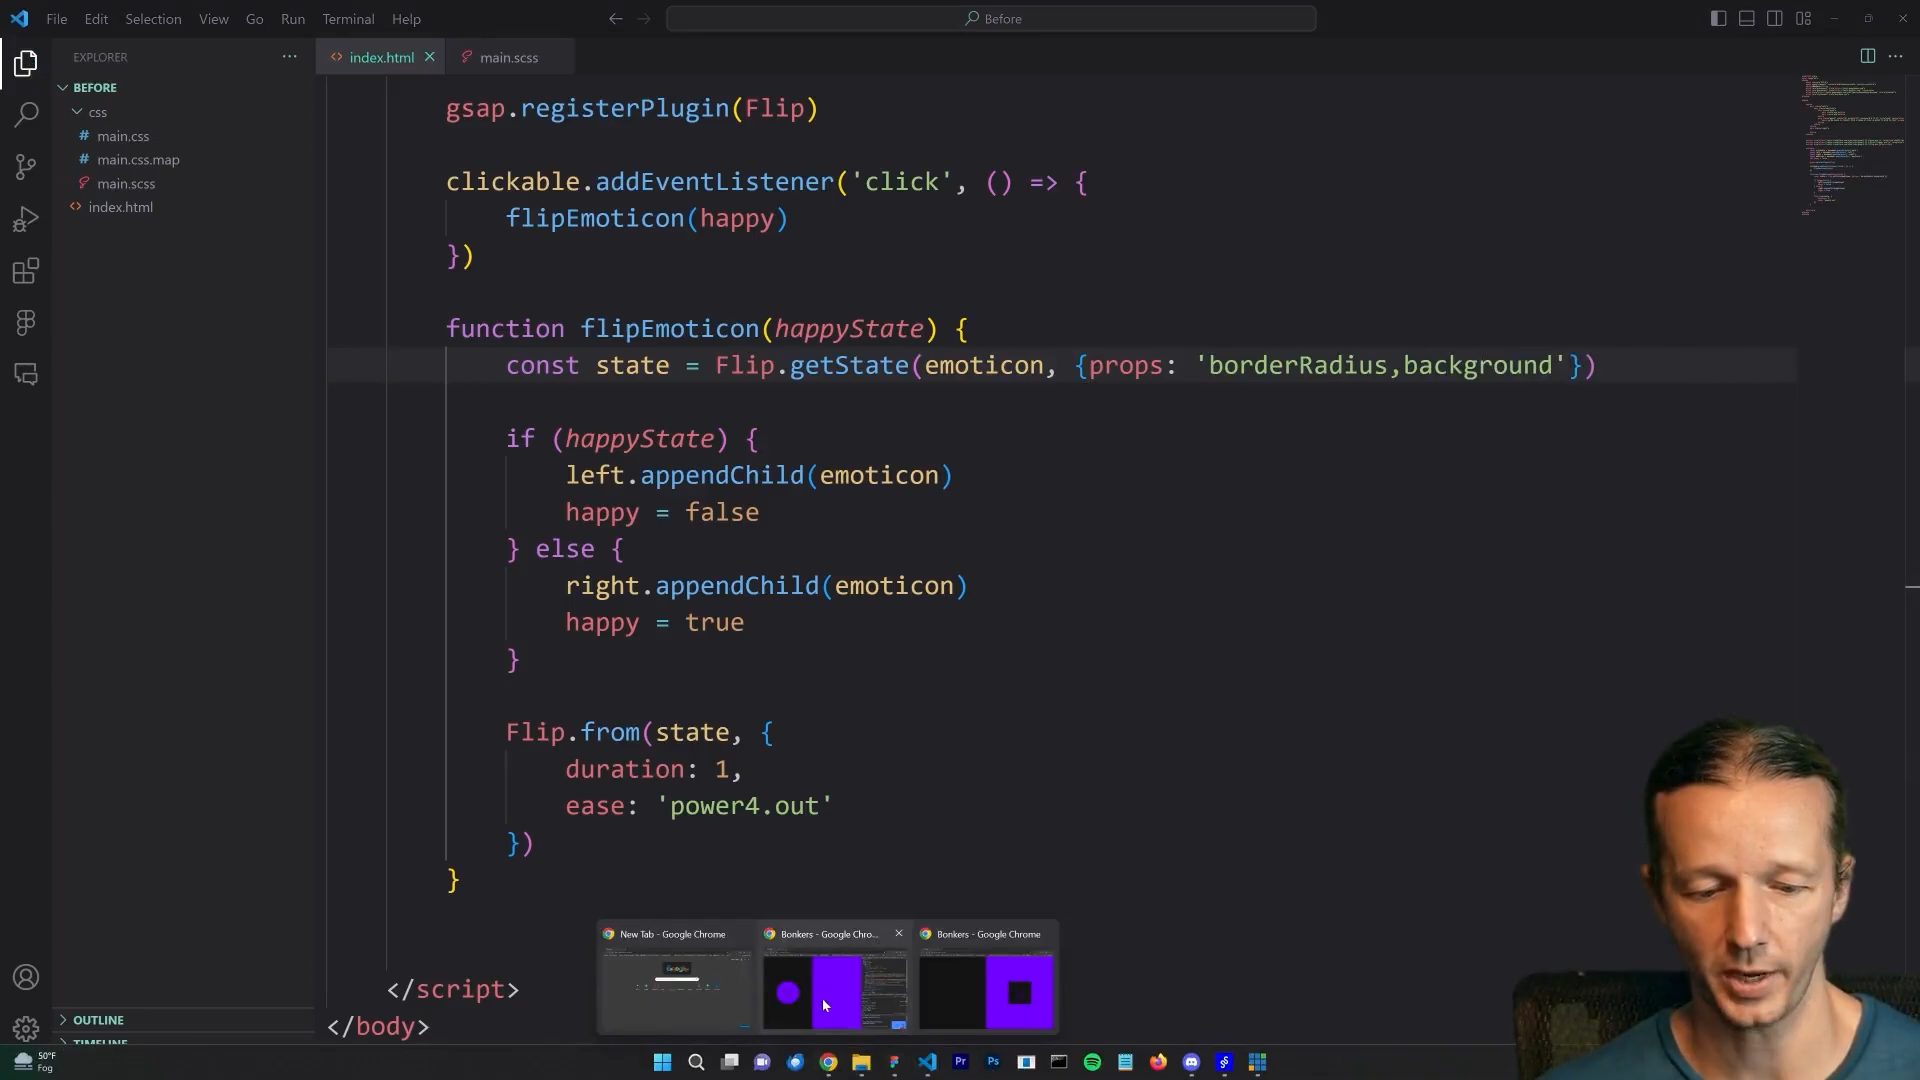 File Edit Selection View Go Run Terminal Help
Before
EXPLORER
index.html
main.scss
BEFORE
css
main.css
main.css.map
main.scss
index.html
gsap.registerPlugin(Flip)
clickable.addEventListener('click', () => {
flipEmoticon(happy)
})
function flipEmoticon(happyState) {
const state = Flip.getState(emoticon, {props: 'borderRadius,background'})
if (happyState) {
left.appendChild(emoticon)
happy = false
} else {
right.appendChild(emoticon)
happy = true
}
Flip.from(state, {
duration: 1,
ease: 'power4.out'
})
}
</script>
</body>
New Tab - Google Chrome
Bonkers - Google Chro...
Bonkers - Google Chrome
OUTLINE
TIMELINE
50°F
Fog
Pr
Ps